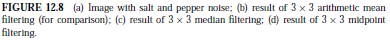 FIGURE 12.8 (a) Image with salt and pepper noise; (b) result of 3 × 3 arithmetic mean
filtering (for comparison); (c) result of 3 × 3 median filtering; (d) result of 3 × 3 midpoint
filtering.